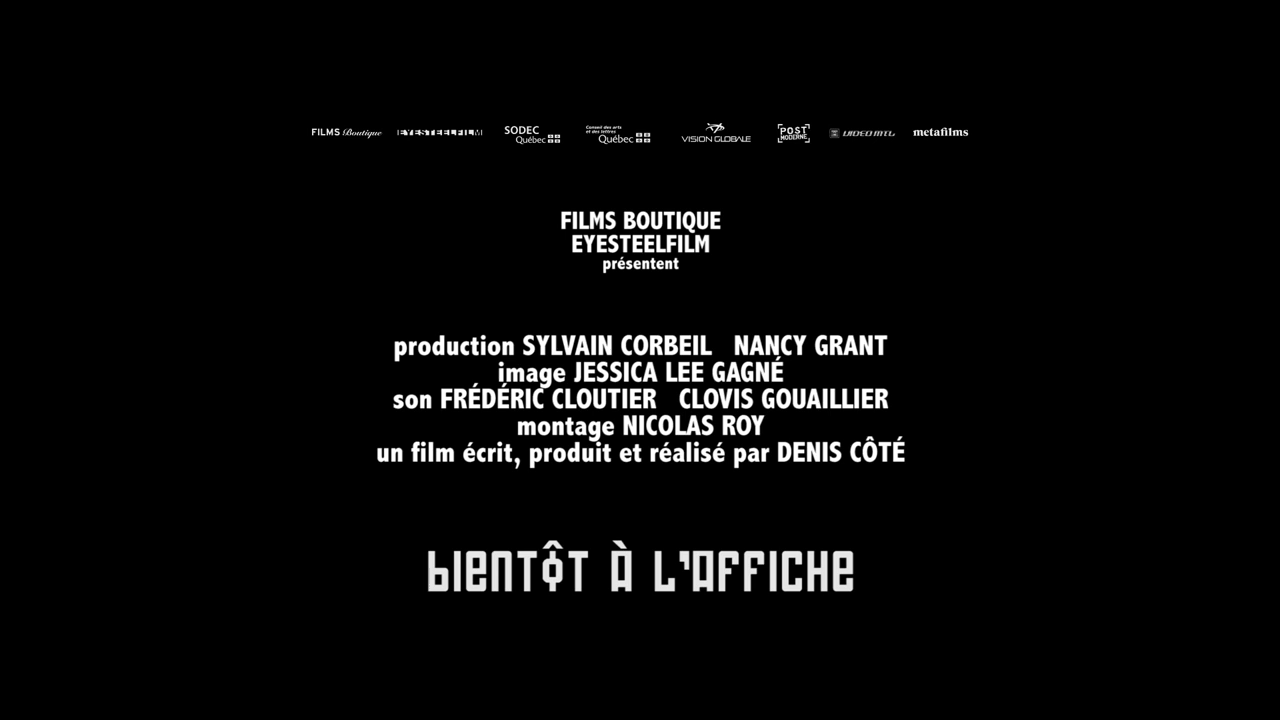 FILMS Boutique EYESTEELFILM SODEC Québec Conseil des arts et des lettres Québec VISION GLOBALE POST MODERNE VIDEO MTL metafilms
FILMS BOUTIQUE
EYESTEELFILM
présentent
production SYLVAIN CORBEIL NANCY GRANT
image JESSICA LEE GAGNÉ
son FRÉDÉRIC CLOUTIER CLOVIS GOUAILLIER
montage NICOLAS ROY
un film écrit, produit et réalisé par DENIS CÔTÉ
bientôt à l'affiche